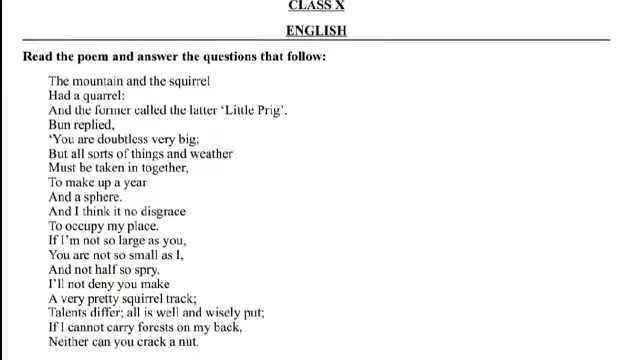 CLASS X
ENGLISH
Read the poem and answer the questions that follow:
The mountain and the squirrel
Had a quarrel:
And the former called the latter ‘Little Prig’.
Bun replied,
‘You are doubtless very big;
But all sorts of things and weather
Must be taken in together,
To make up a year
And a sphere.
And I think it no disgrace
To occupy my place.
If I’m not so large as you,
You are not so small as I,
And not half so spry.
I’ll not deny you make
A very pretty squirrel track;
Talents differ; all is well and wisely put;
If I cannot carry forests on my back,
Neither can you crack a nut.